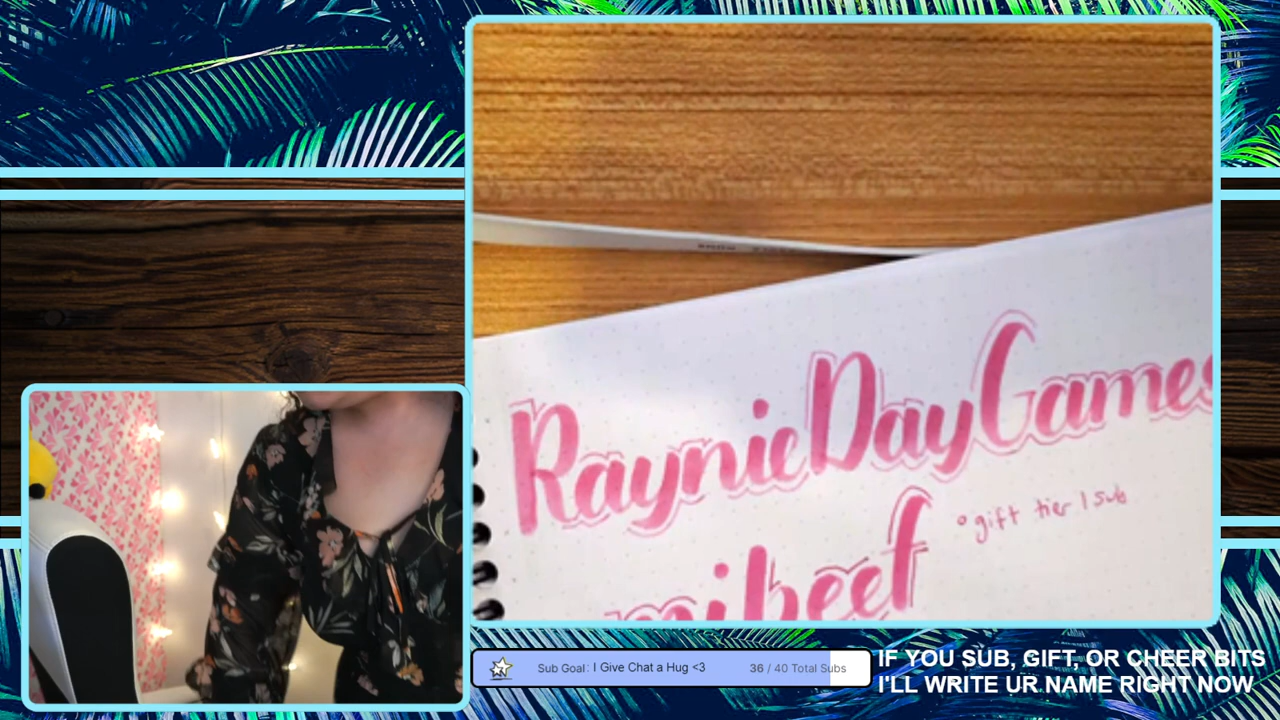 RaynieDayGames
gift tier 1 sub
Sub Goal: I Give Chat a Hug <3
36 / 40 Total Subs
IF YOU SUB, GIFT, OR CHEER BITS
I'LL WRITE UR NAME RIGHT NOW